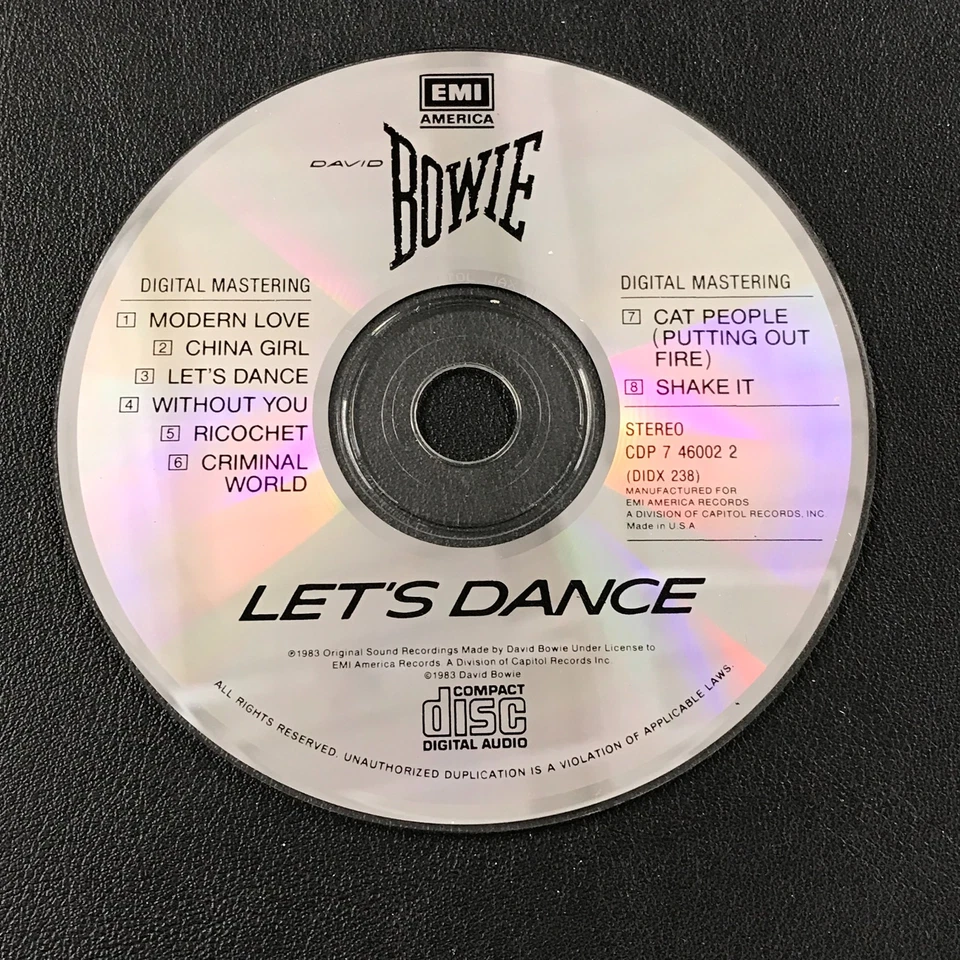 EMI
AMERICA
DAVID BOWIE
DIGITAL MASTERING
1 MODERN LOVE
2 CHINA GIRL
3 LET'S DANCE
4 WITHOUT YOU
5 RICOCHET
6 CRIMINAL
WORLD
DIGITAL MASTERING
7 CAT PEOPLE
(PUTTING OUT
FIRE)
8 SHAKE IT
STEREO
CDP 7 46002 2
(DIDX 238)
MANUFACTURED FOR
EMI AMERICA RECORDS
A DIVISION OF CAPITOL RECORDS, INC
Made in U.S.A
LET'S DANCE
℗1983 Original Sound Recordings Made by David Bowie Under License to
EMI America Records. A Division of Capitol Records Inc.
©1983 David Bowie
COMPACT
disc
DIGITAL AUDIO
ALL RIGHTS RESERVED. UNAUTHORIZED DUPLICATION IS A VIOLATION OF APPLICABLE LAWS.